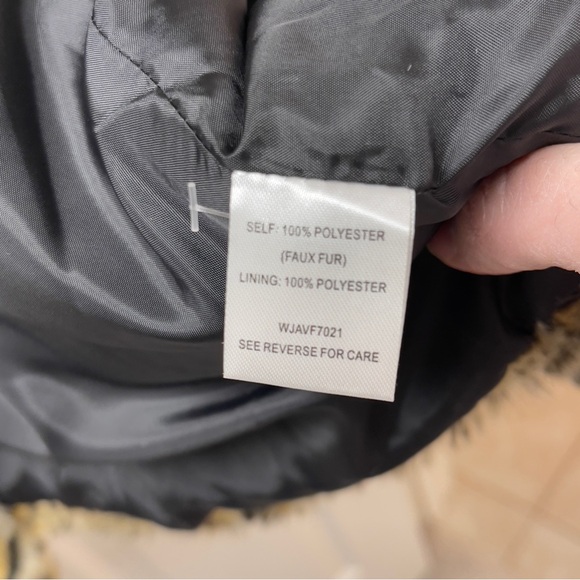 SELF: 100% POLYESTER
(FAUX FUR)
LINING: 100% POLYESTER
WJAVF7021
SEE REVERSE FOR CARE